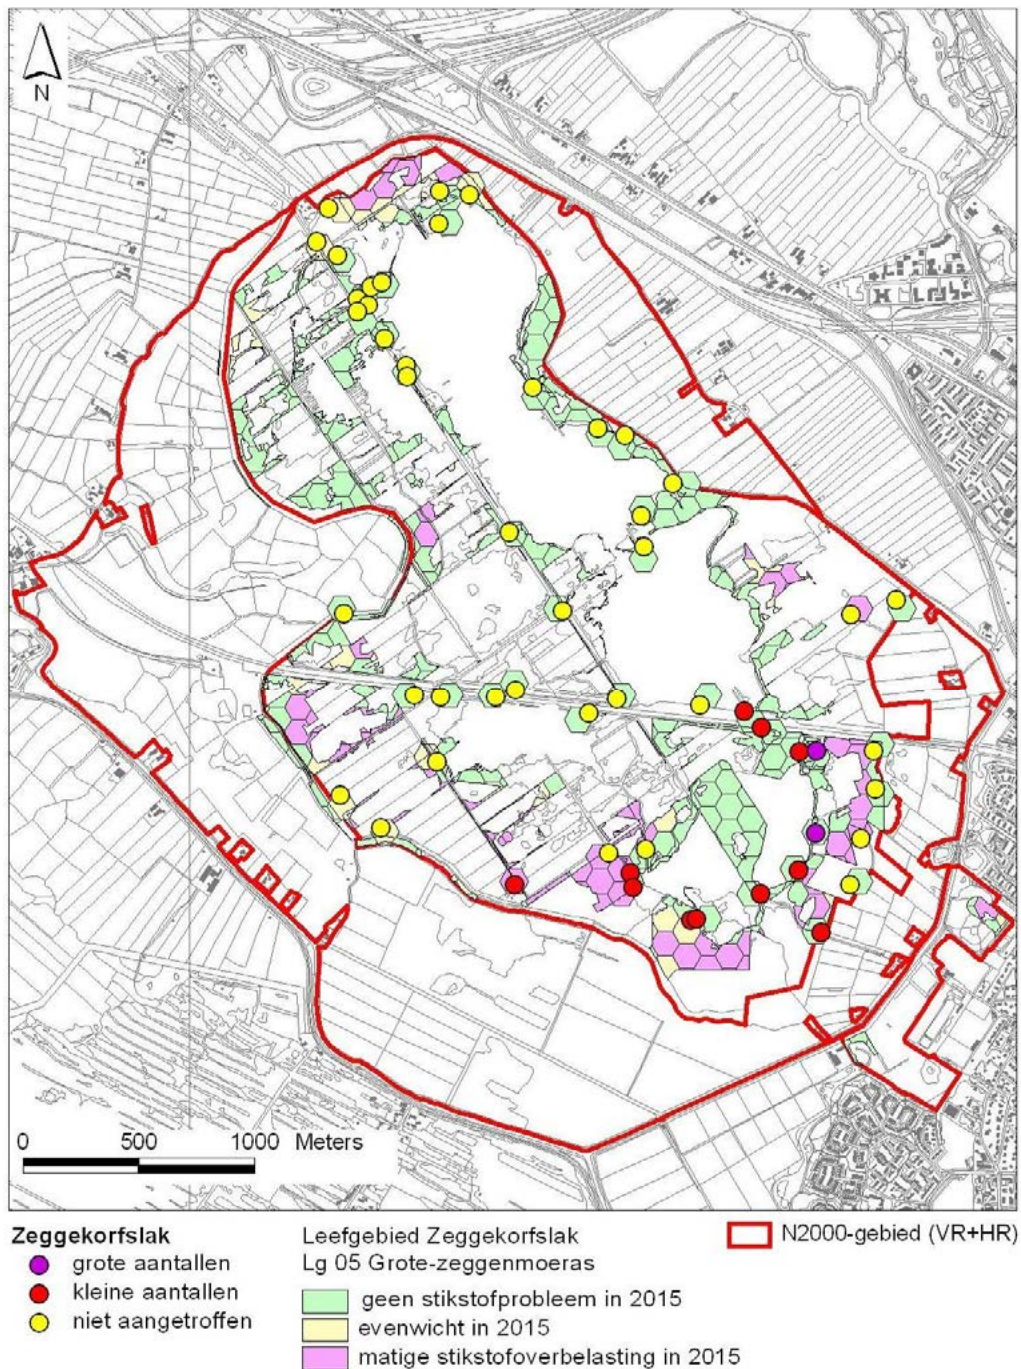 N
0 500 1000 Meters
Zeggekorfslak
grote aantallen
kleine aantallen
niet aangetroffen
Leefgebied Zeggekorfslak
Lg 05 Grote-zeggenmoeras
geen stikstofprobleem in 2015
evenwicht in 2015
matige stikstofoverbelasting in 2015
N2000-gebied (VR+HR)